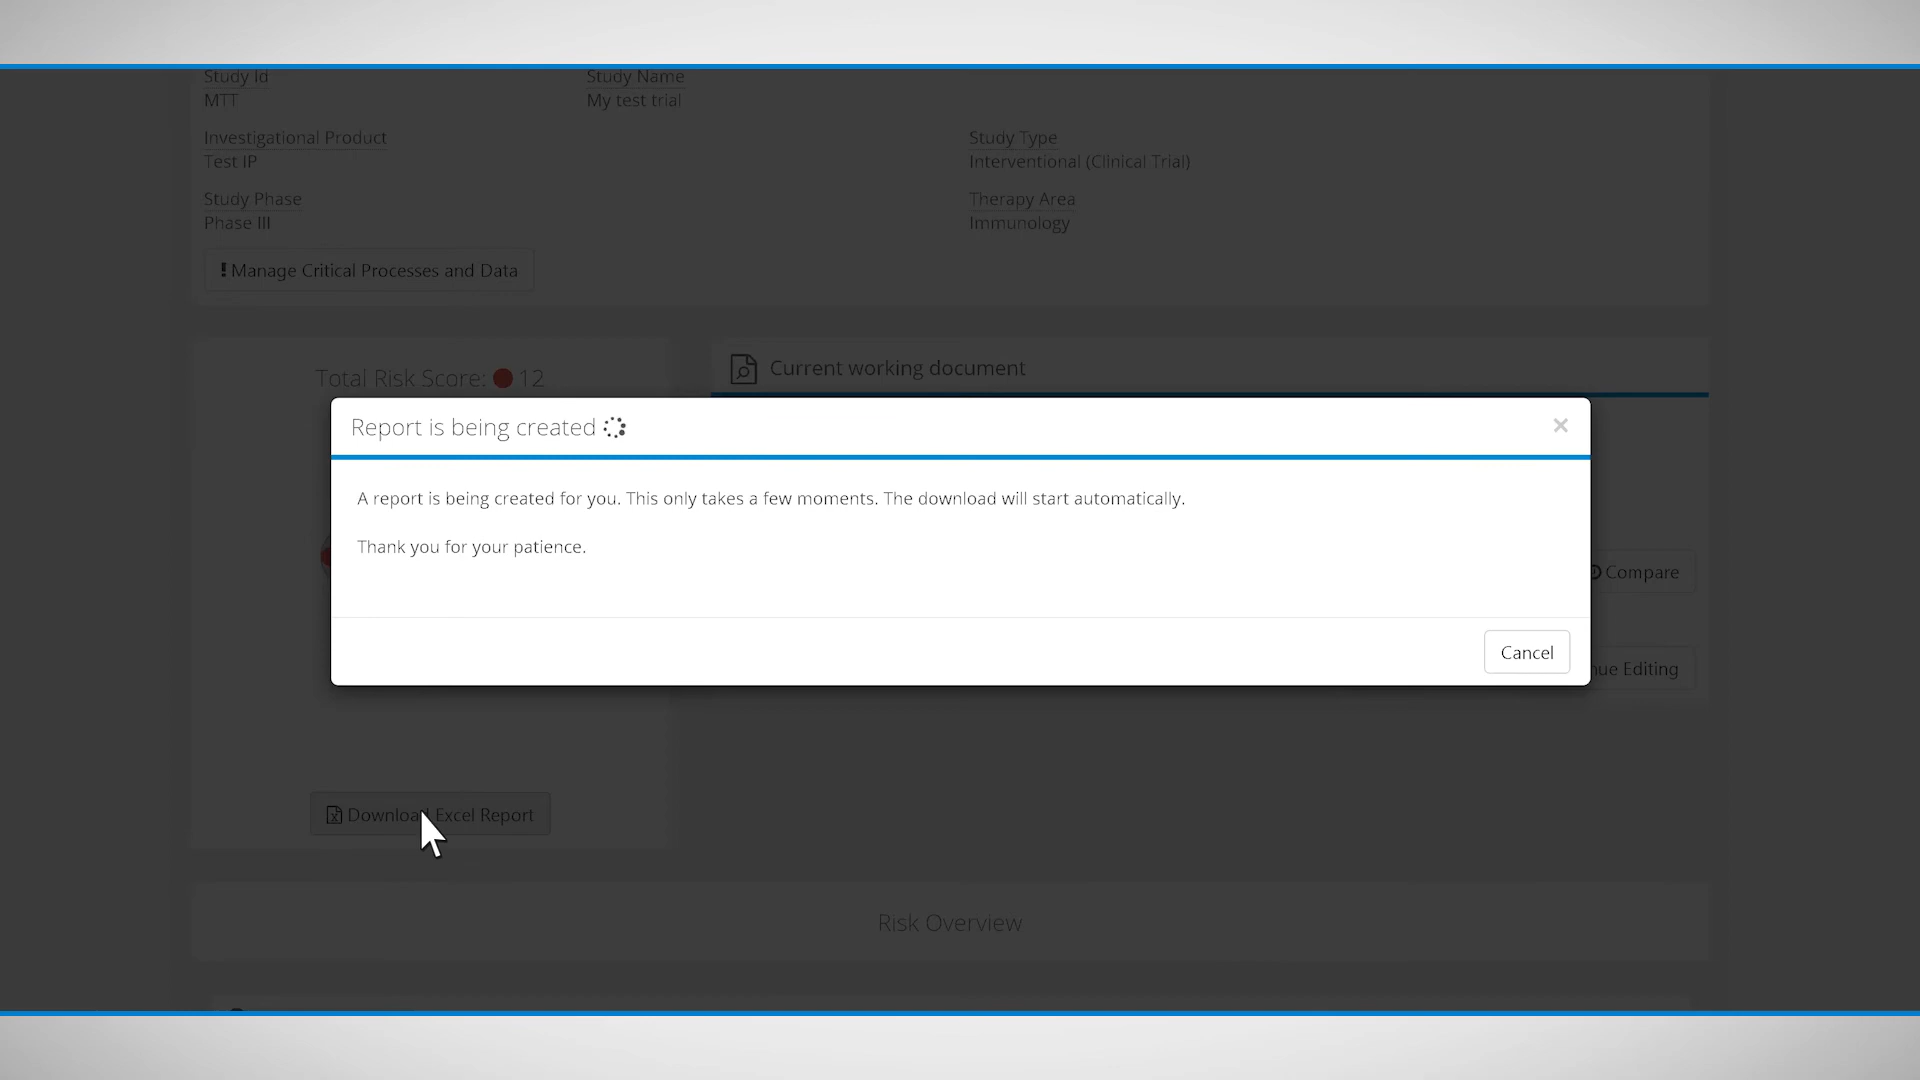 Study Id
Study Name
MTT
My test trial
Investigational Product
Study Type
Test IP
Interventional (Clinical Trial)
Study Phase
Therapy Area
Phase III
Immunology
Manage Critical Processes and Data
Total Risk Score: 12
Current working document
Report is being created
×
A report is being created for you. This only takes a few moments. The download will start automatically.
Thank you for your patience.
Compare
Cancel
nue Editing
Download Excel Report
Risk Overview